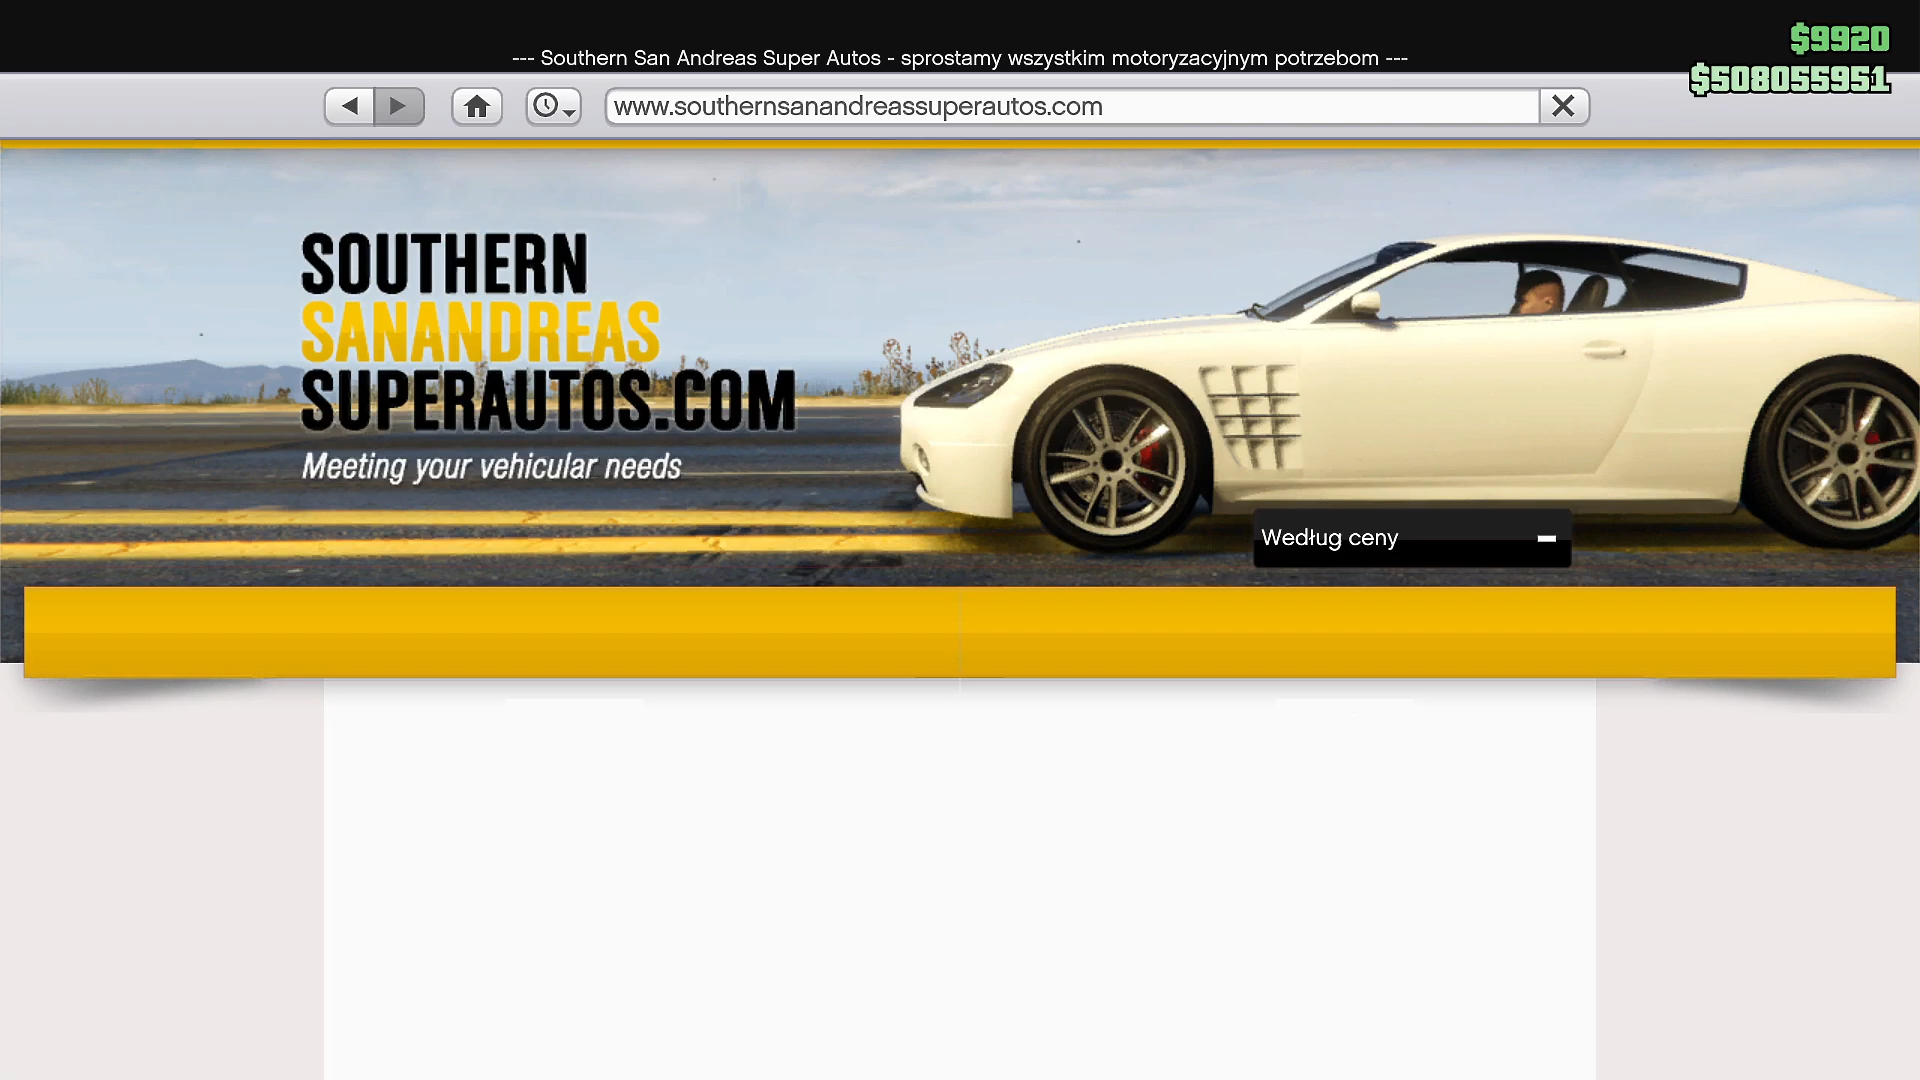 --- Southern San Andreas Super Autos - sprostamy wszystkim motoryzacyjnym potrzebom ---
$9920
$508055951
www.southernsanandreassuperautos.com
SOUTHERN
SANANDREAS
SUPERAUTOS.COM
Meeting your vehicular needs
Według ceny